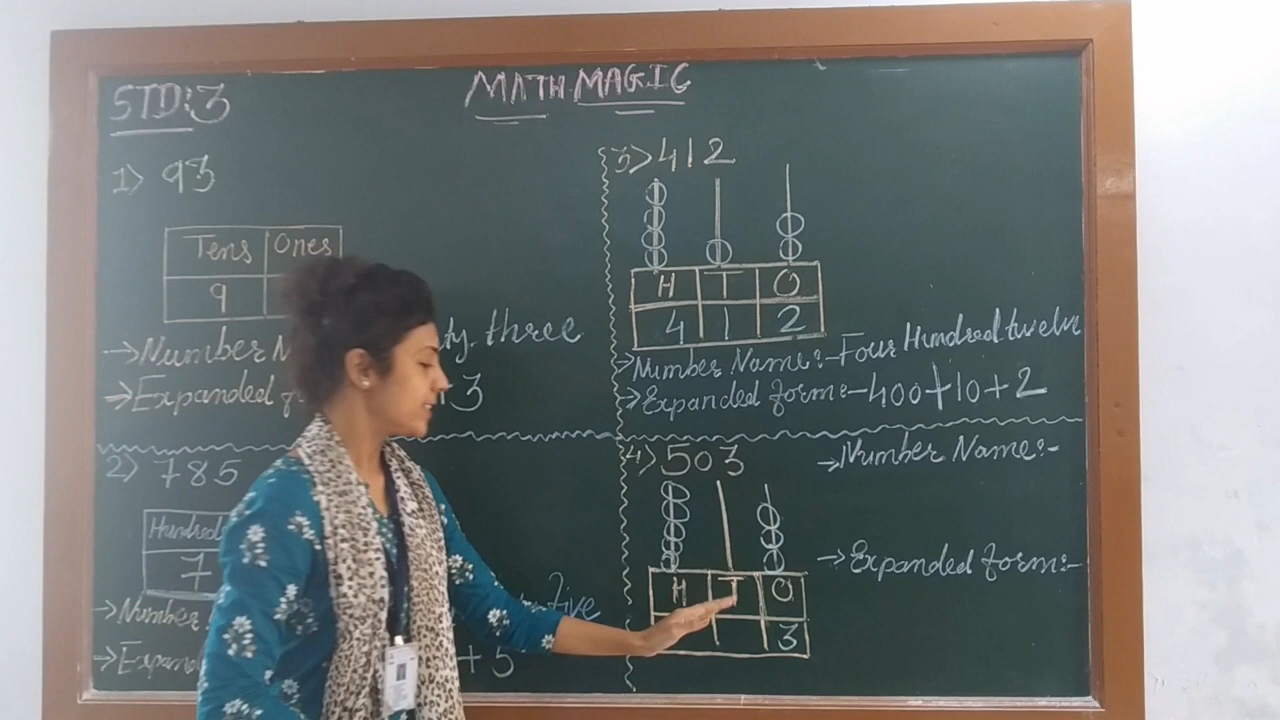 STD:3
MATH MAGIC
1> 93
Tens Ones
9
→Number N ty three
→Expanded f 3
2> 785
Hundred
7
→Number five
→Expand + 5
3> 412
H T O
4 1 2
→Number Name:-Four Hundred twelve
→Expanded form:-400+10+2
4> 503
H T O
3
→Number Name:-
→Expanded form:-